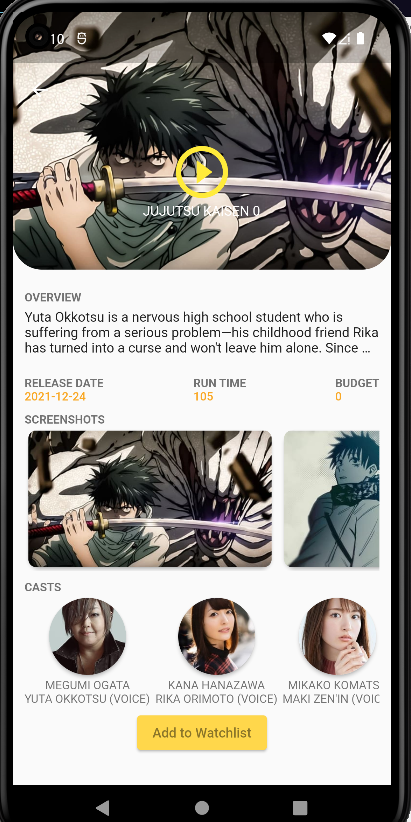 10
JUJUTSU KAISEN 0
OVERVIEW
Yuta Okkotsu is a nervous high school student who is
suffering from a serious problem—his childhood friend Rika
has turned into a curse and won't leave him alone. Since ...
RELEASE DATE RUN TIME BUDGET
2021-12-24 105 0
SCREENSHOTS
CASTS
MEGUMI OGATA KANA HANAZAWA MIKAKO KOMATS
YUTA OKKOTSU (VOICE) RIKA ORIMOTO (VOICE) MAKI ZEN'IN (VOIC
Add to Watchlist